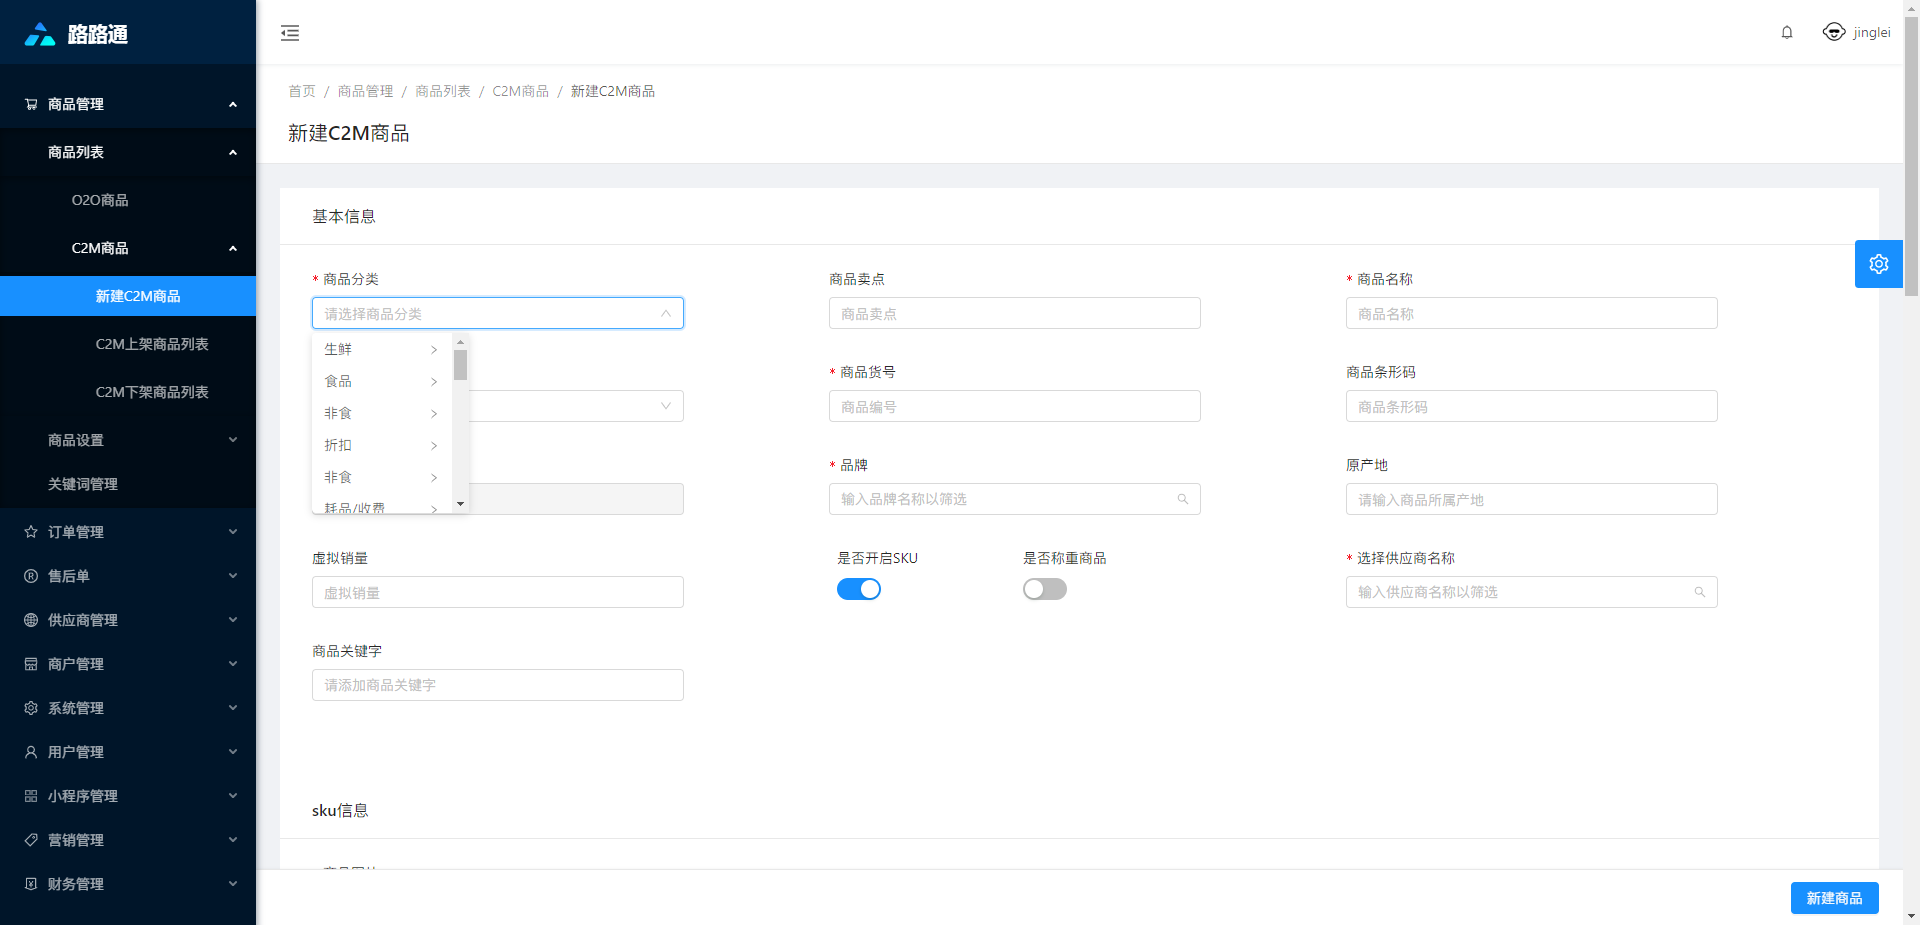 路路通
jinglei
商品管理
商品列表
O2O商品
C2M商品
新建C2M商品
C2M上架商品列表
C2M下架商品列表
商品设置
关键词管理
订单管理
售后单
供应商管理
商户管理
系统管理
用户管理
小程序管理
营销管理
财务管理
首页 / 商品管理 / 商品列表 / C2M商品 / 新建C2M商品
新建C2M商品
基本信息
* 商品分类
请选择商品分类
生鲜
食品
非食
折扣
非食
耗品/收费
商品卖点
商品卖点
* 商品名称
商品名称
* 商品货号
商品编号
商品条形码
商品条形码
* 品牌
输入品牌名称以筛选
原产地
请输入商品所属产地
虚拟销量
虚拟销量
是否开启SKU
是否称重商品
* 选择供应商名称
输入供应商名称以筛选
商品关键字
请添加商品关键字
sku信息
新建商品